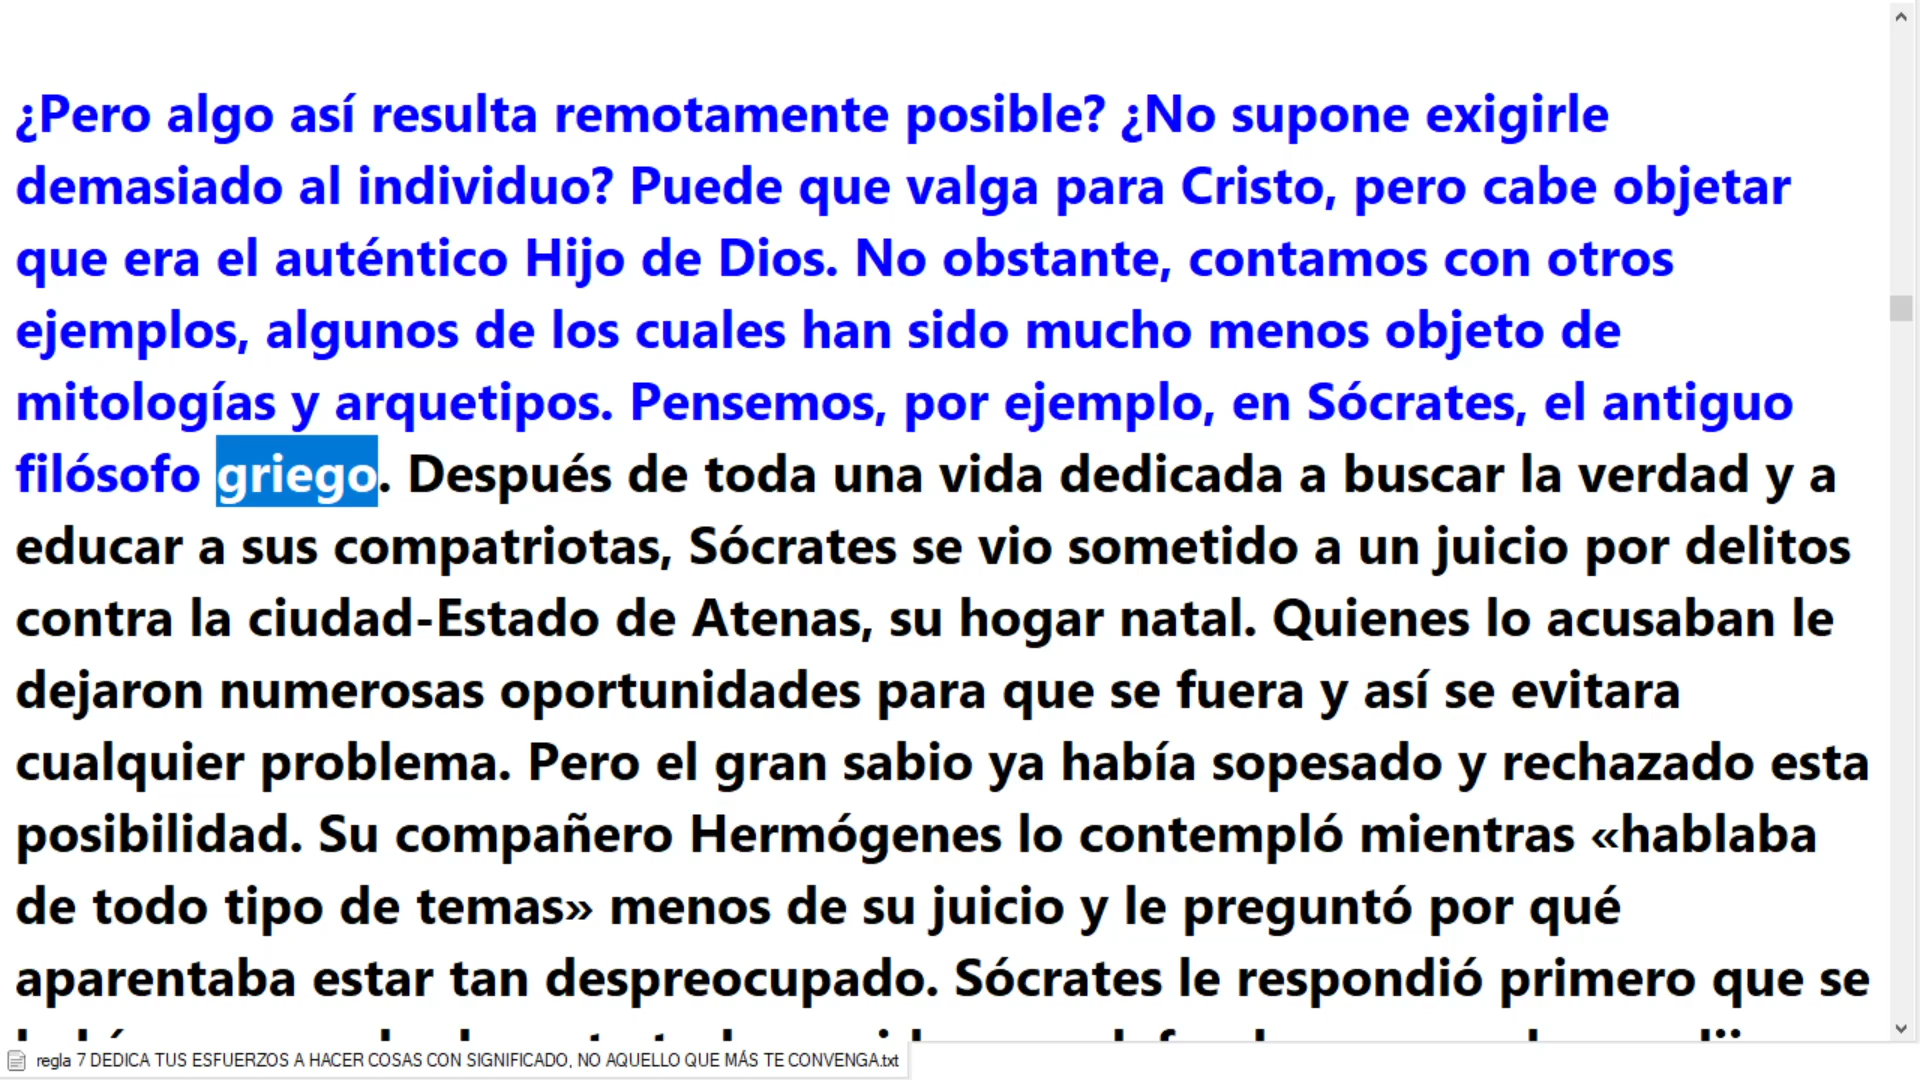 ¿Pero algo así resulta remotamente posible? ¿No supone exigirle
demasiado al individuo? Puede que valga para Cristo, pero cabe objetar
que era el auténtico Hijo de Dios. No obstante, contamos con otros
ejemplos, algunos de los cuales han sido mucho menos objeto de
mitologías y arquetipos. Pensemos, por ejemplo, en Sócrates, el antiguo
filósofo griego. Después de toda una vida dedicada a buscar la verdad y a
educar a sus compatriotas, Sócrates se vio sometido a un juicio por delitos
contra la ciudad-Estado de Atenas, su hogar natal. Quienes lo acusaban le
dejaron numerosas oportunidades para que se fuera y así se evitara
cualquier problema. Pero el gran sabio ya había sopesado y rechazado esta
posibilidad. Su compañero Hermógenes lo contempló mientras «hablaba
de todo tipo de temas» menos de su juicio y le preguntó por qué
aparentaba estar tan despreocupado. Sócrates le respondió primero que se
regla 7 DEDICA TUS ESFUERZOS A HACER COSAS CON SIGNIFICADO, NO AQUELLO QUE MÁS TE CONVENGA.txt